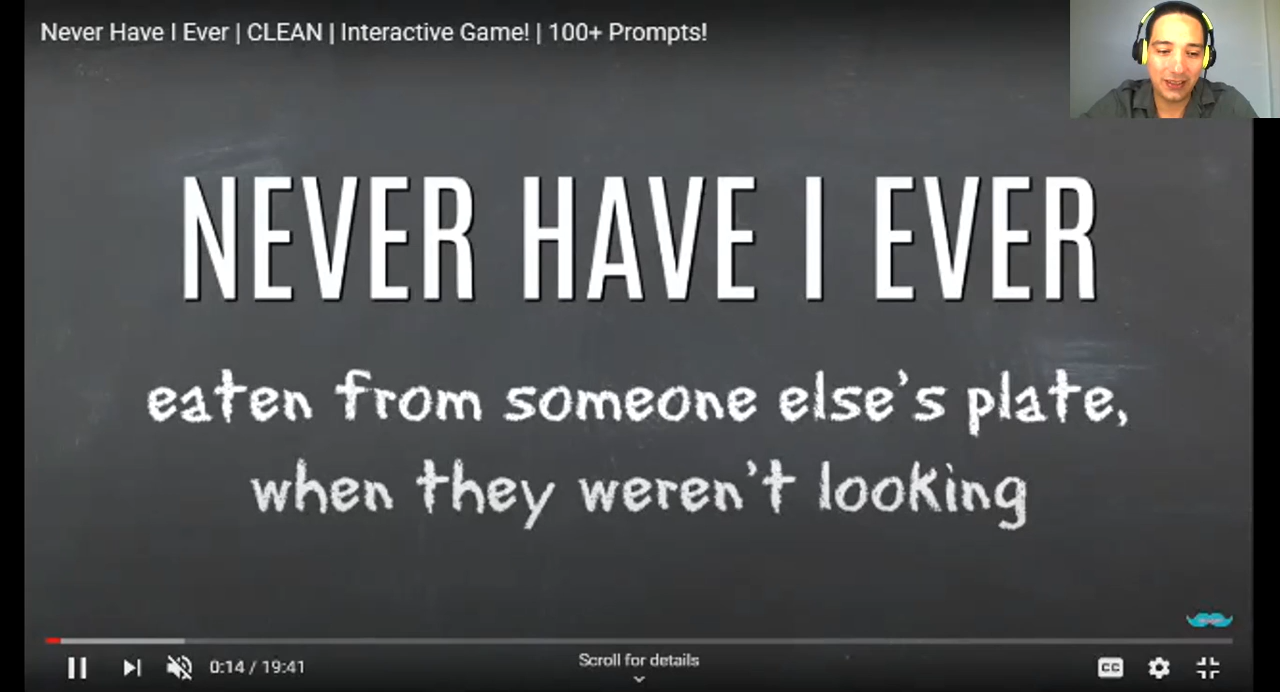 Never Have I Ever | CLEAN | Interactive Game! | 100+ Prompts!
NEVER HAVE I EVER
eaten from someone else's plate,
when they weren't looking
0:14 / 19:41
Scroll for details
CC